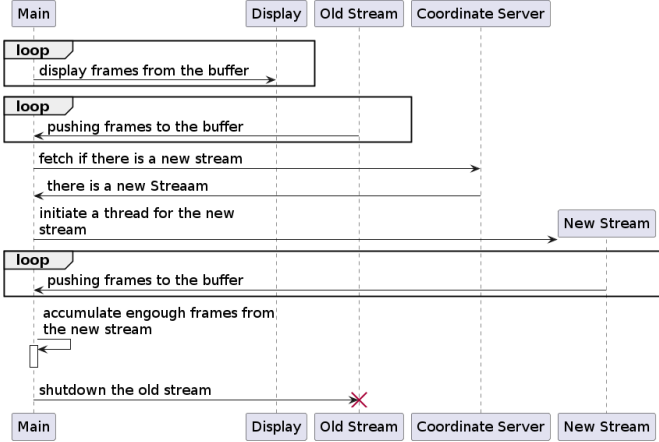 Main Display Old Stream Coordinate Server
loop
display frames from the buffer
loop
pushing frames to the buffer
fetch if there is a new stream
there is a new Streaam
initiate a thread for the new
stream
New Stream
loop
pushing frames to the buffer
accumulate engough frames from
the new stream
shutdown the old stream
Main Display Old Stream Coordinate Server New Stream